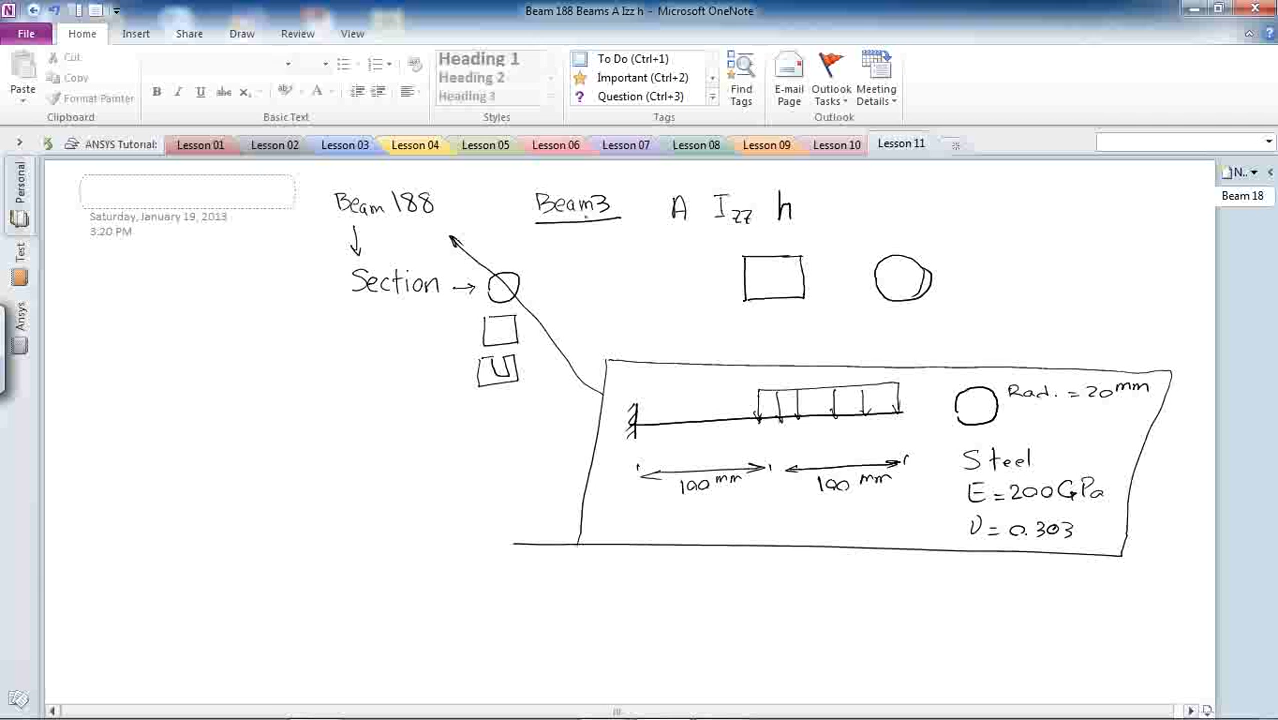 Beam 188 Beams A Izz h – Microsoft OneNote
File Home Insert Share Draw Review View
Paste
Cut
Copy
Format Painter
Clipboard
B I U abc X₂ A
Basic Text
Heading 1
Heading 2
Heading 3
Styles
To Do (Ctrl+1)
Important (Ctrl+2)
Question (Ctrl+3)
Tags
Find Tags
E-mail Page
Outlook Tasks
Meeting Details
Outlook
ANSYS Tutorial:
Lesson 01 Lesson 02 Lesson 03 Lesson 04 Lesson 05 Lesson 06 Lesson 07 Lesson 08 Lesson 09 Lesson 10 Lesson 11
Personal
Test
Ansys
N..
Beam 18
Saturday, January 19, 2013
3:20 PM
Beam 188 Beam3 A Izz h
Section
Rad. = 20mm
100mm 100 mm
Steel
E = 200GPa
υ = 0.303